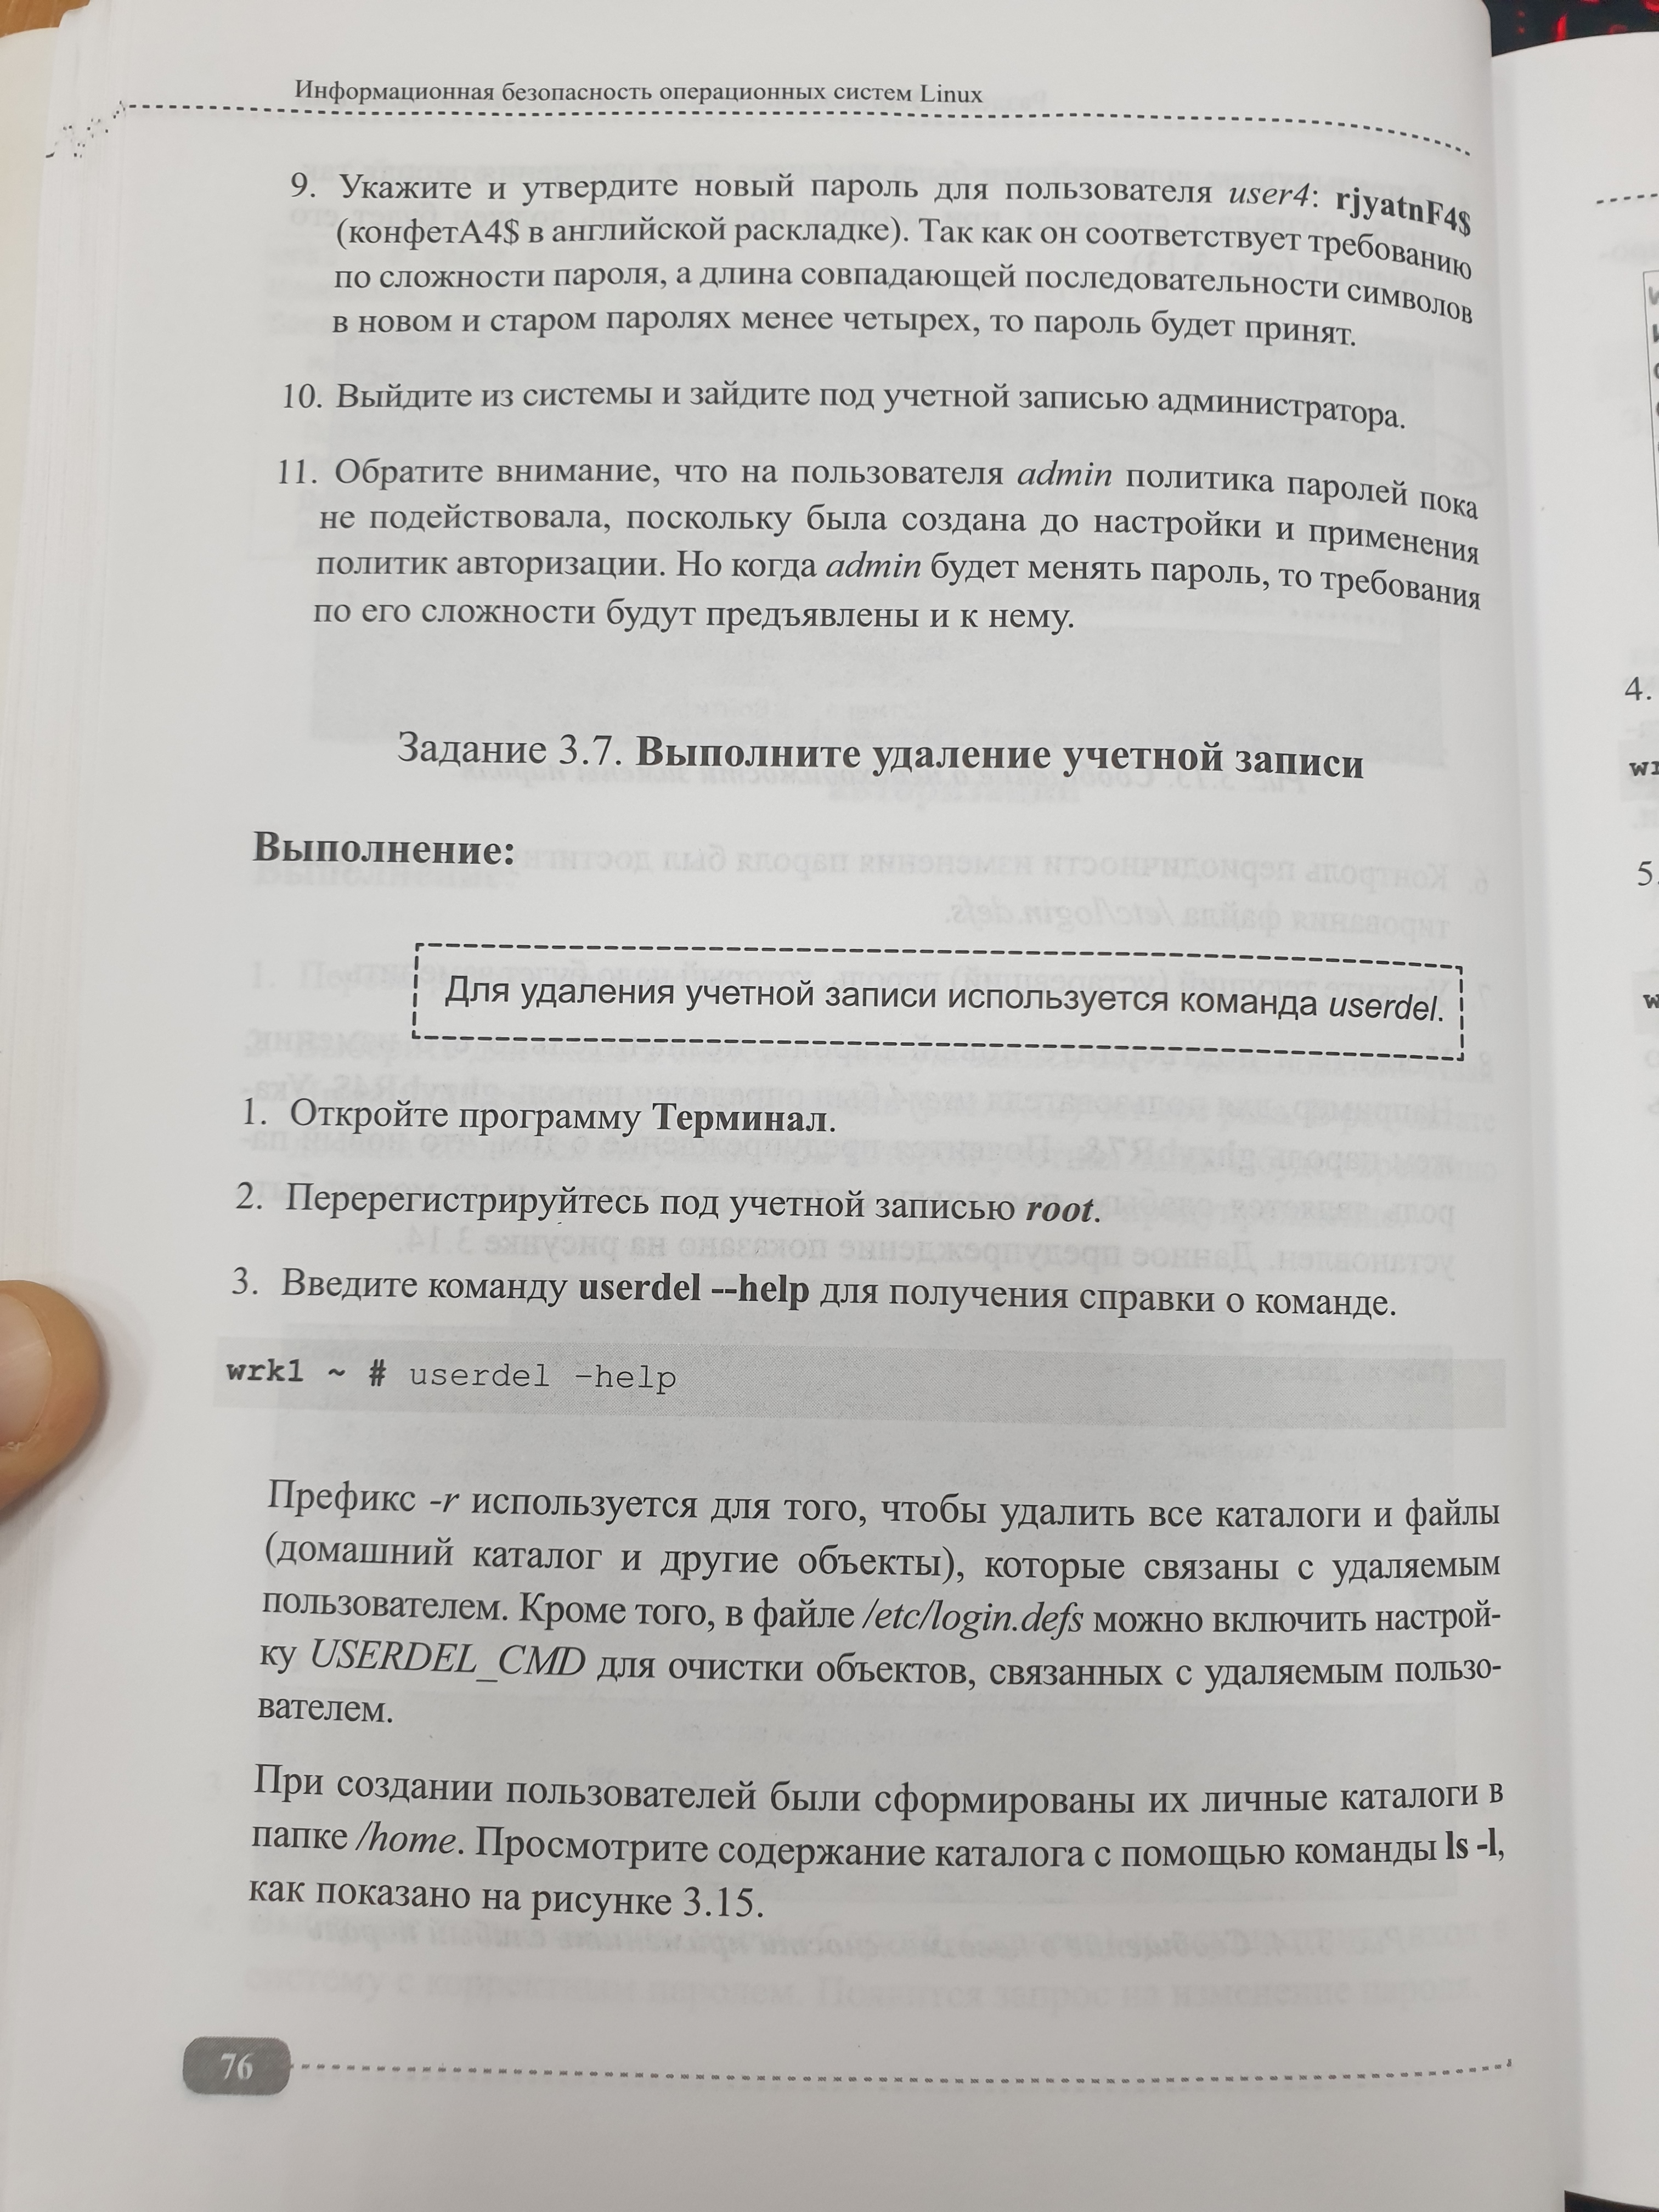 Информационная безопасность операционных систем Linux
9. Укажите и утвердите новый пароль для пользователя user4: rjyatnF4$
(конфетА4$ в английской раскладке). Так как он соответствует требованию
по сложности пароля, а длина совпадающей последовательности символов
в новом и старом паролях менее четырех, то пароль будет принят.
10. Выйдите из системы и зайдите под учетной записью администратора.
11. Обратите внимание, что на пользователя admin политика паролей пока
не подействовала, поскольку была создана до настройки и применения
политик авторизации. Но когда admin будет менять пароль, то требования
по его сложности будут предъявлены и к нему.
Задание 3.7. Выполните удаление учетной записи
Выполнение:
Для удаления учетной записи используется команда userdel.
1. Откройте программу Терминал.
2. Перерегистрируйтесь под учетной записью root.
3. Введите команду userdel --help для получения справки о команде.
wrk1 ~ # userdel –help
Префикс -r используется для того, чтобы удалить все каталоги и файлы
(домашний каталог и другие объекты), которые связаны с удаляемым
пользователем. Кроме того, в файле /etc/login.defs можно включить настрой-
ку USERDEL_CMD для очистки объектов, связанных с удаляемым пользо-
вателем.
При создании пользователей были сформированы их личные каталоги в
папке /home. Просмотрите содержание каталога с помощью команды ls -l,
как показано на рисунке 3.15.
76
4.
5.